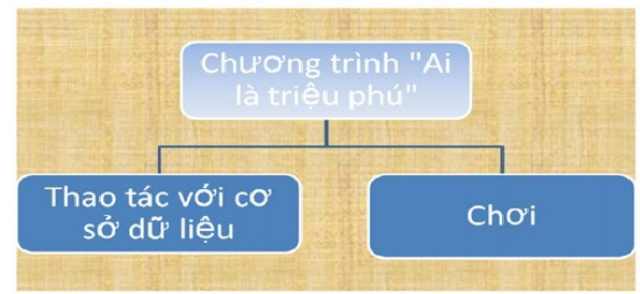 Chương trình "Ai
là triệu phú"
Thao tác với cơ
sở dữ liệu
Chơi